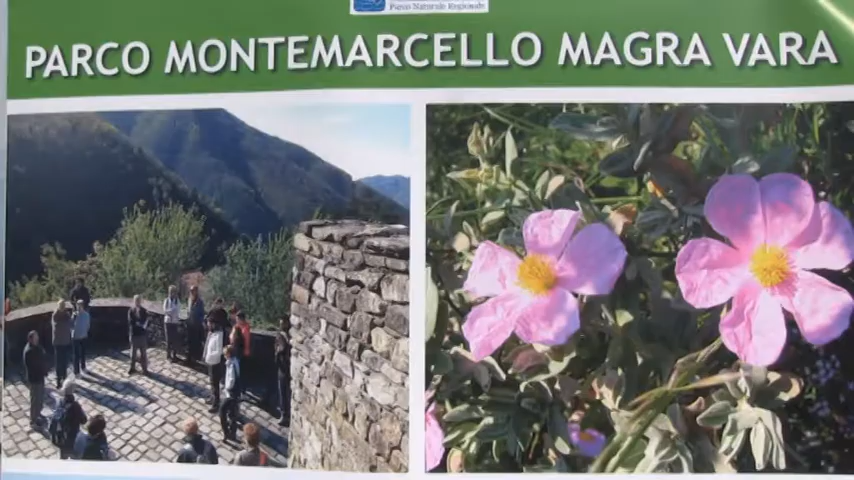 Parco Naturale Regionale
PARCO MONTEMARCELLO MAGRA VARA